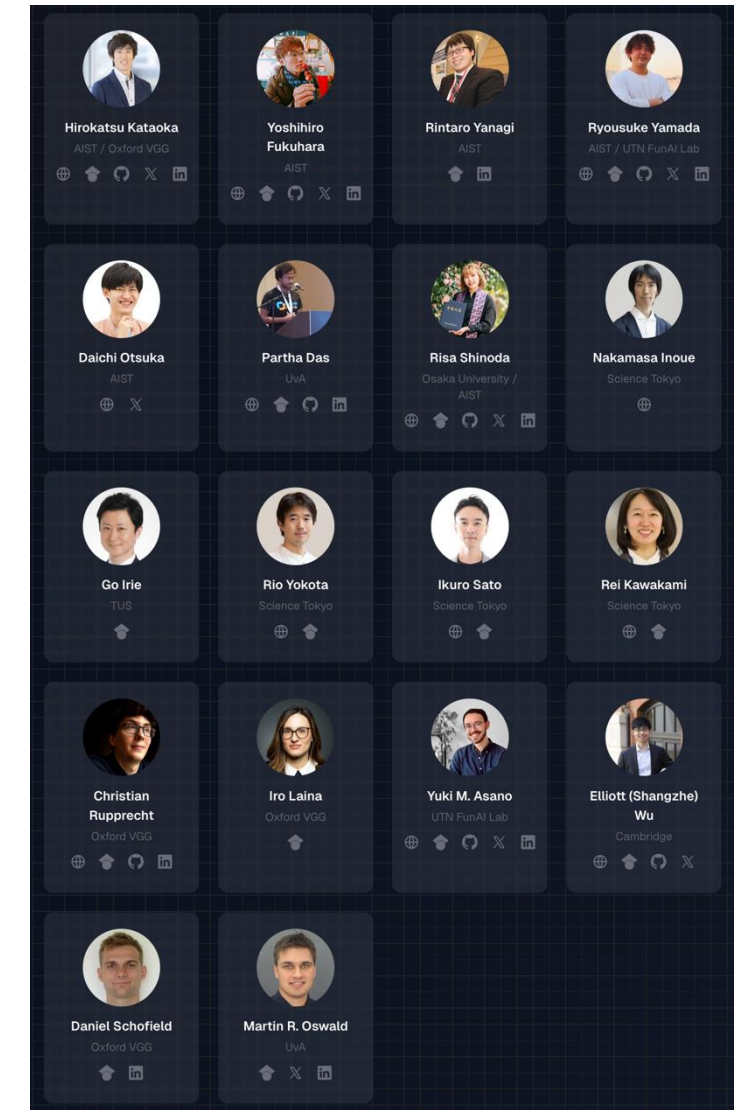 Hirokatsu Kataoka
AIST / Oxford VGG
Yoshihiro
Fukuhara
AIST
Rintaro Yanagi
AIST
Ryousuke Yamada
AIST / UTN FunAI Lab
Daichi Otsuka
AIST
Partha Das
UvA
Risa Shinoda
Osaka University /
AIST
Nakamasa Inoue
Science Tokyo
Go Irie
TUS
Rio Yokota
Science Tokyo
Ikuro Sato
Science Tokyo
Rei Kawakami
Science Tokyo
Christian
Rupprecht
Oxford VGG
Iro Laina
Oxford VGG
Yuki M. Asano
UTN FunAI Lab
Elliott (Shangzhe)
Wu
Cambridge
Daniel Schofield
Oxford VGG
Martin R. Oswald
UvA